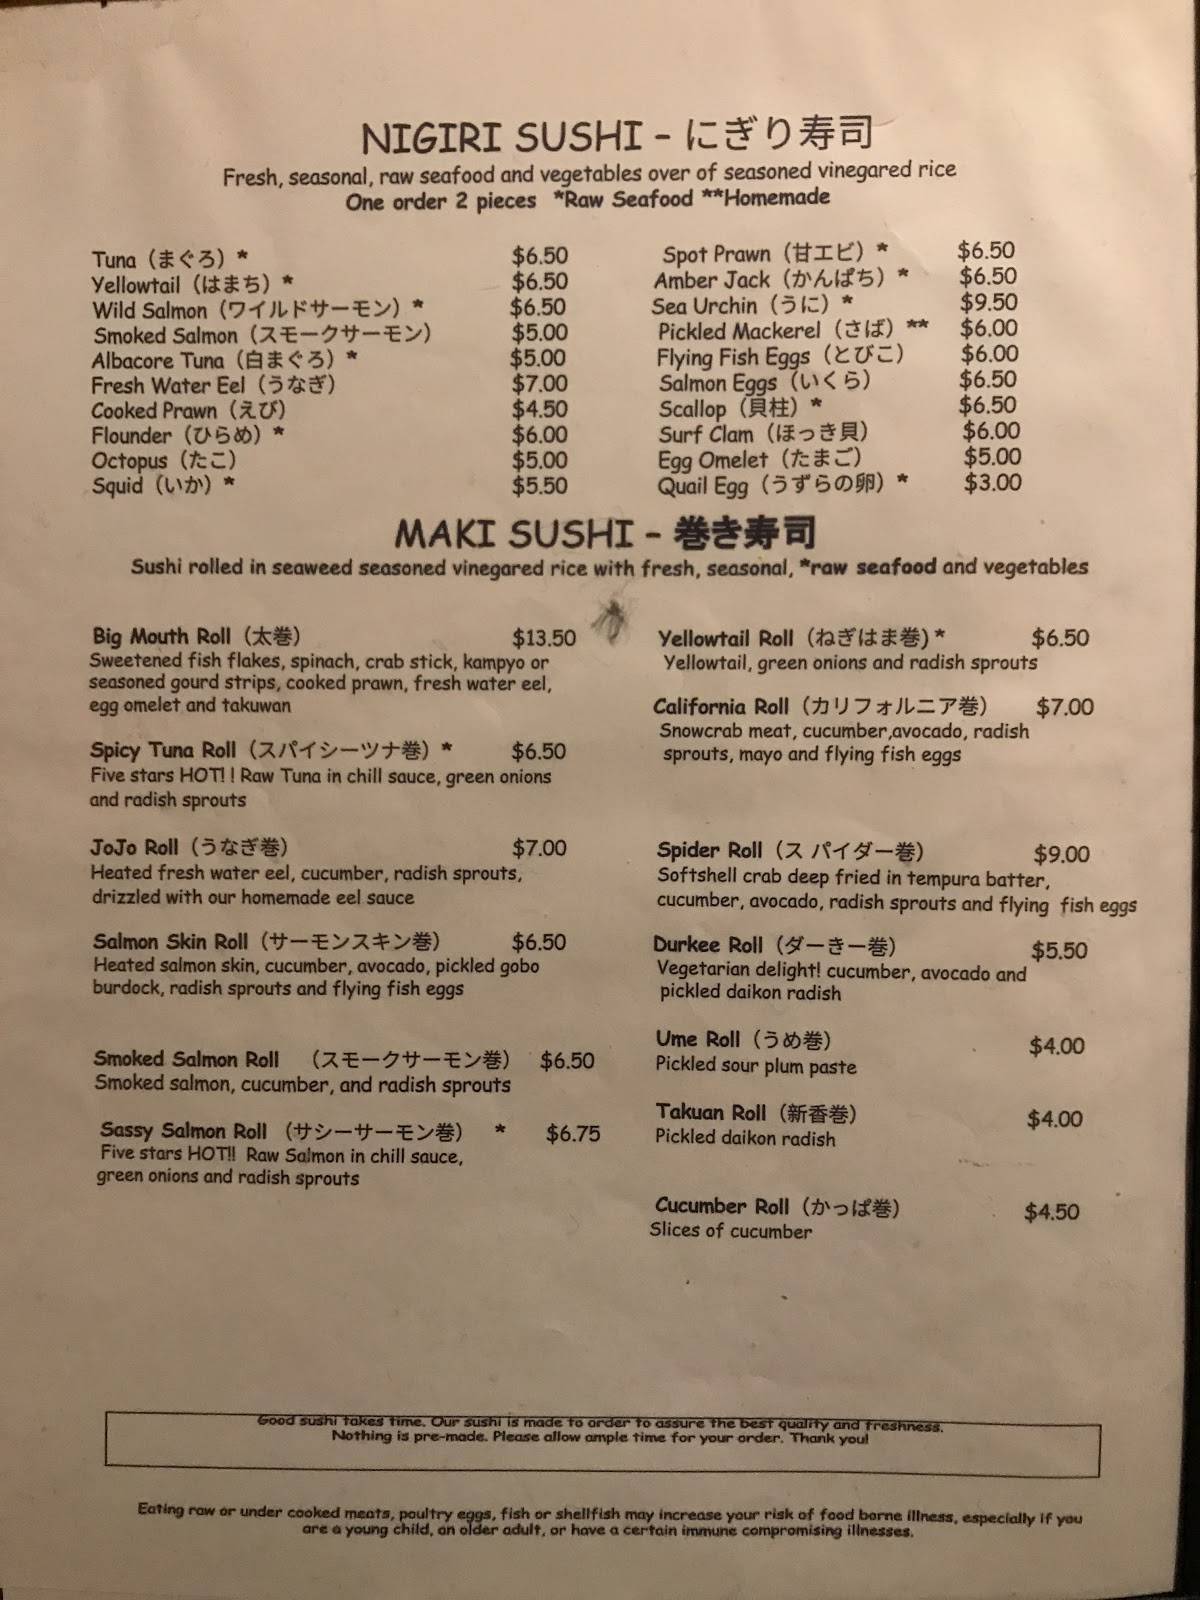 NIGIRI SUSHI – にぎり寿司
Fresh, seasonal, raw seafood and vegetables over of seasoned vinegared rice
One order 2 pieces *Raw Seafood **Homemade
Tuna（まぐろ）* $6.50
Yellowtail（はまち）* $6.50
Wild Salmon（ワイルドサーモン）* $6.50
Smoked Salmon（スモークサーモン） $5.00
Albacore Tuna（白まぐろ）* $5.00
Fresh Water Eel（うなぎ） $7.00
Cooked Prawn（えび） $4.50
Flounder（ひらめ）* $6.00
Octopus（たこ） $5.00
Squid（いか）* $5.50
Spot Prawn（甘エビ）* $6.50
Amber Jack（かんぱち）* $6.50
Sea Urchin（うに）* $9.50
Pickled Mackerel（さば）** $6.00
Flying Fish Eggs（とびこ） $6.00
Salmon Eggs（いくら） $6.50
Scallop（貝柱）* $6.50
Surf Clam（ほっき貝） $6.00
Egg Omelet（たまご） $5.00
Quail Egg（うずらの卵）* $3.00
MAKI SUSHI – 巻き寿司
Sushi rolled in seaweed seasoned vinegared rice with fresh, seasonal, *raw seafood and vegetables
Big Mouth Roll（太巻） $13.50
Sweetened fish flakes, spinach, crab stick, kampyo or
seasoned gourd strips, cooked prawn, fresh water eel,
egg omelet and takuwan
Spicy Tuna Roll（スパイシーツナ巻）* $6.50
Five stars HOT! ! Raw Tuna in chill sauce, green onions
and radish sprouts
JoJo Roll（うなぎ巻） $7.00
Heated fresh water eel, cucumber, radish sprouts,
drizzled with our homemade eel sauce
Salmon Skin Roll（サーモンスキン巻） $6.50
Heated salmon skin, cucumber, avocado, pickled gobo
burdock, radish sprouts and flying fish eggs
Smoked Salmon Roll （スモークサーモン巻） $6.50
Smoked salmon, cucumber, and radish sprouts
Sassy Salmon Roll （サシーサーモン巻） * $6.75
Five stars HOT!! Raw Salmon in chill sauce,
green onions and radish sprouts
Yellowtail Roll（ねぎはま巻) * $6.50
Yellowtail, green onions and radish sprouts
California Roll（カリフォルニア巻） $7.00
Snowcrab meat, cucumber,avocado, radish
sprouts, mayo and flying fish eggs
Spider Roll（ス パイダー巻） $9.00
Softshell crab deep fried in tempura batter,
cucumber, avocado, radish sprouts and flying fish eggs
Durkee Roll（ダーきー巻） $5.50
Vegetarian delight! cucumber, avocado and
pickled daikon radish
Ume Roll（うめ巻） $4.00
Pickled sour plum paste
Takuan Roll（新香巻） $4.00
Pickled daikon radish
Cucumber Roll（かっぱ巻） $4.50
Slices of cucumber
Good sushi takes time. Our sushi is made to order to assure the best quality and freshness.
Nothing is pre-made. Please allow ample time for your order. Thank you!
Eating raw or under cooked meats, poultry eggs, fish or shellfish may increase your risk of food borne illness, especially if you
are a young child, an older adult, or have a certain immune compromising illnesses.